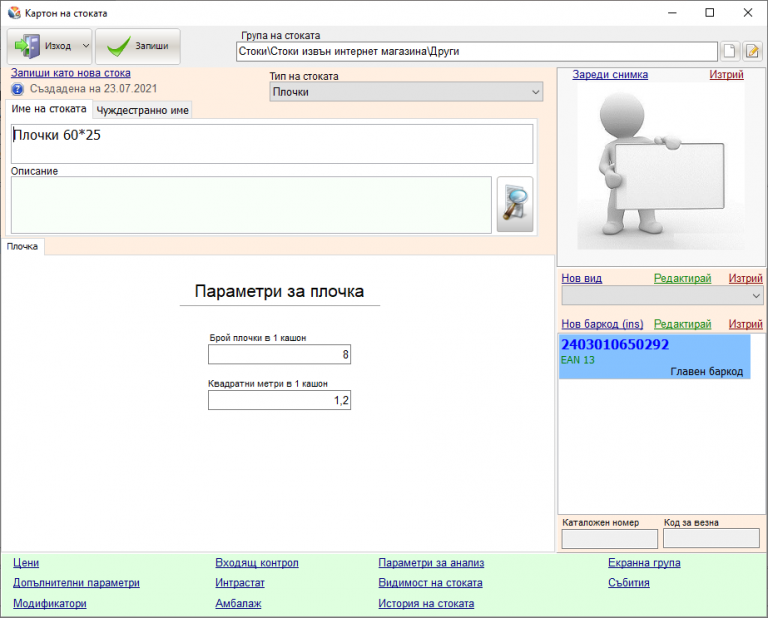 Картон на стоката
Изход
Запиши
Група на стоката
Стоки\Стоки извън интернет магазина\Други
Запиши като нова стока
Създадена на 23.07.2021
Тип на стоката
Плочки
Име на стоката
Чуждестранно име
Плочки 60*25
Описание
Зареди снимка
Изтрий
Плочка
Параметри за плочка
Брой плочки в 1 кашон
8
Квадратни метри в 1 кашон
1,2
Нов вид
Редактирай
Изтрий
Нов баркод (ins)
Редактирай
Изтрий
2403010650292
EAN 13
Главен баркод
Каталожен номер
Код за везна
Цени
Входящ контрол
Параметри за анализ
Екранна група
Допълнителни параметри
Интрастат
Видимост на стоката
Събития
Модификатори
Амбалаж
История на стоката